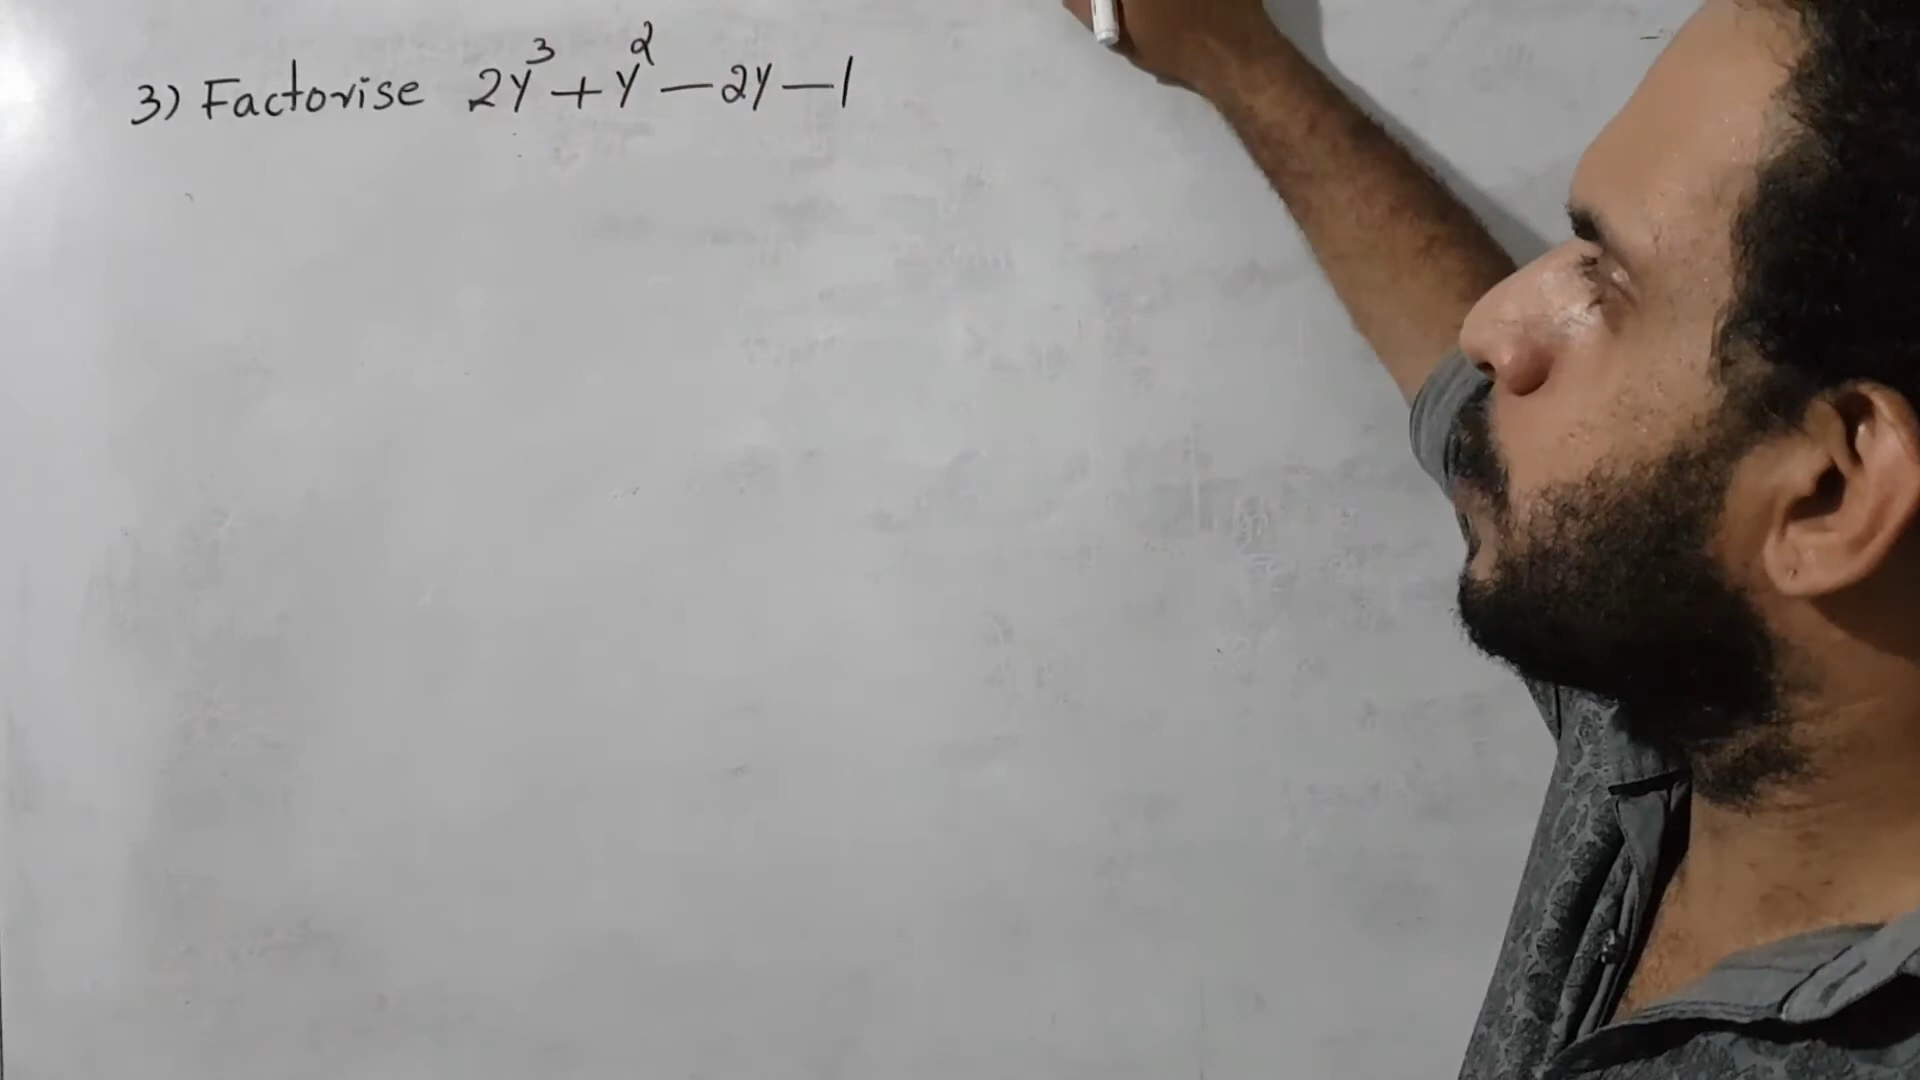 3) Factorise 2y³ + y² - 2y - 1